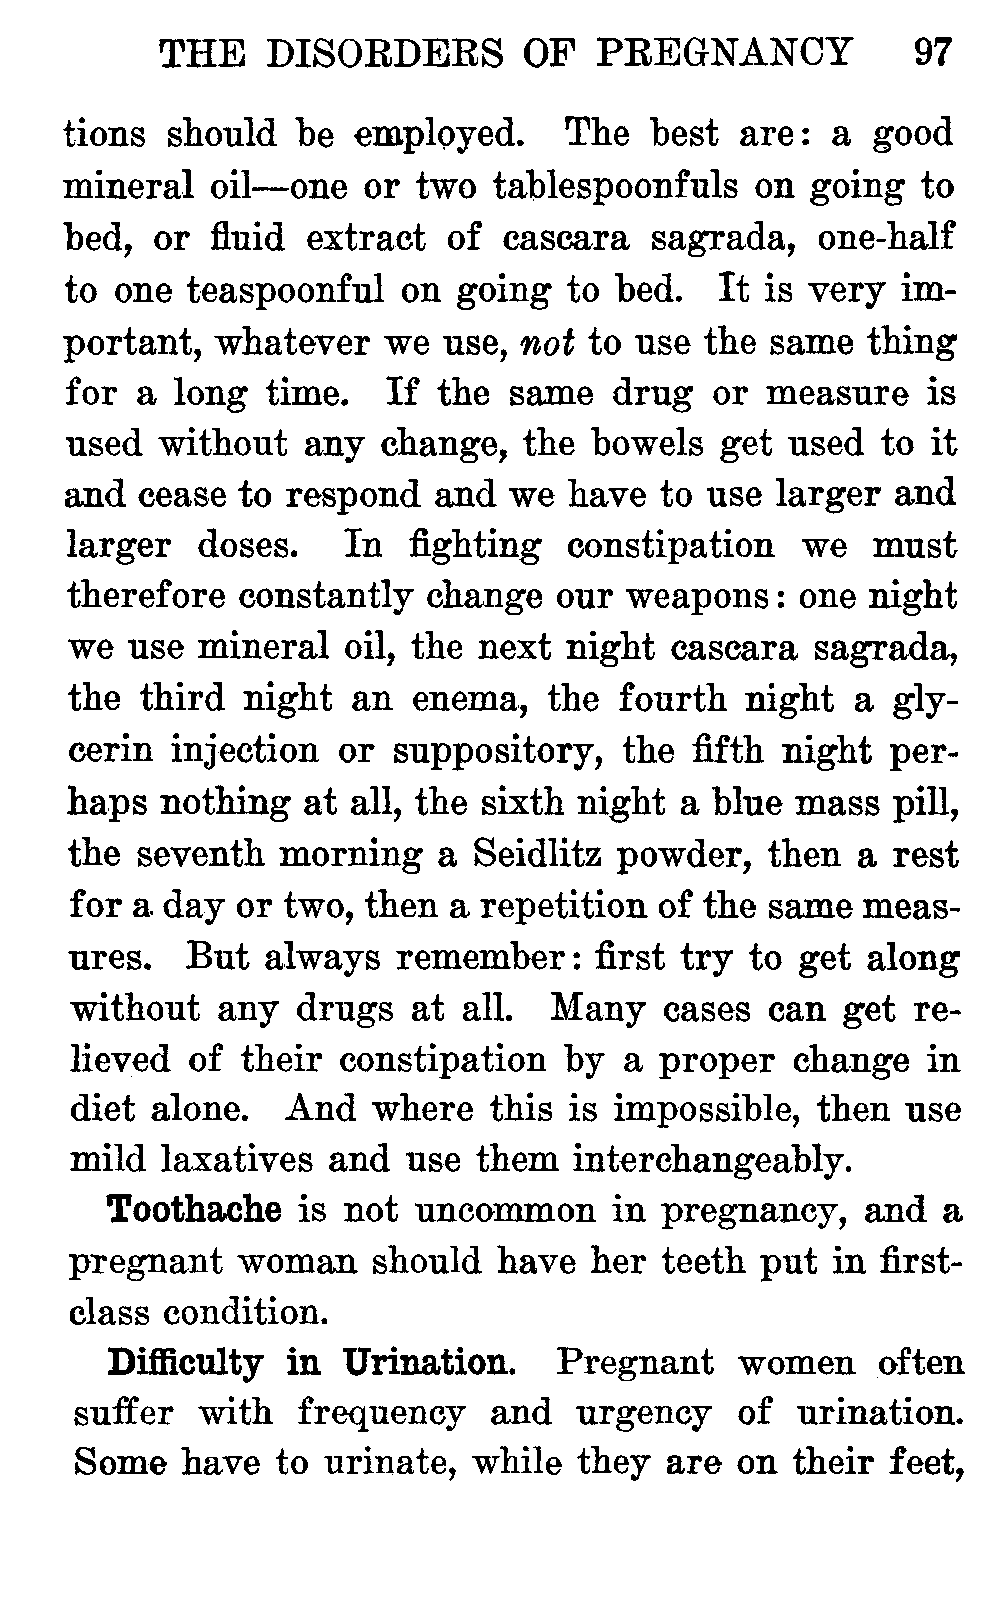 THE DISORDERS OF PREGNANCY 97
tions should be employed. The best are: a good
mineral oil—one or two tablespoonfuls on going to
bed, or fluid extract of cascara sagrada, one-half
to one teaspoonful on going to bed. It is very im-
portant, whatever we use, not to use the same thing
for a long time. If the same drug or measure is
used without any change, the bowels get used to it
and cease to respond and we have to use larger and
larger doses. In fighting constipation we must
therefore constantly change our weapons: one night
we use mineral oil, the next night cascara sagrada,
the third night an enema, the fourth night a gly-
cerin injection or suppository, the fifth night per-
haps nothing at all, the sixth night a blue mass pill,
the seventh morning a Seidlitz powder, then a rest
for a day or two, then a repetition of the same meas-
ures. But always remember: first try to get along
without any drugs at all. Many cases can get re-
lieved of their constipation by a proper change in
diet alone. And where this is impossible, then use
mild laxatives and use them interchangeably.
Toothache is not uncommon in pregnancy, and a
pregnant woman should have her teeth put in first-
class condition.
Difficulty in Urination. Pregnant women often
suffer with frequency and urgency of urination.
Some have to urinate, while they are on their feet,